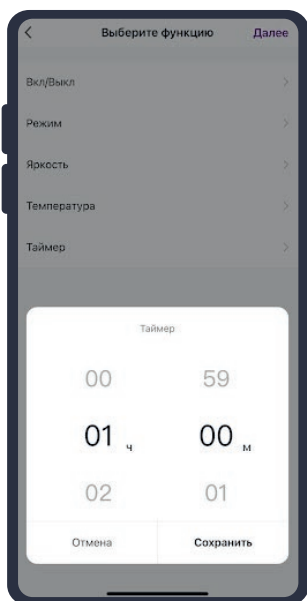 Выберите функцию Далее
Вкл/Выкл
Режим
Яркость
Температура
Таймер
Таймер
00 59
01 ч 00 м
02 01
Отмена Сохранить